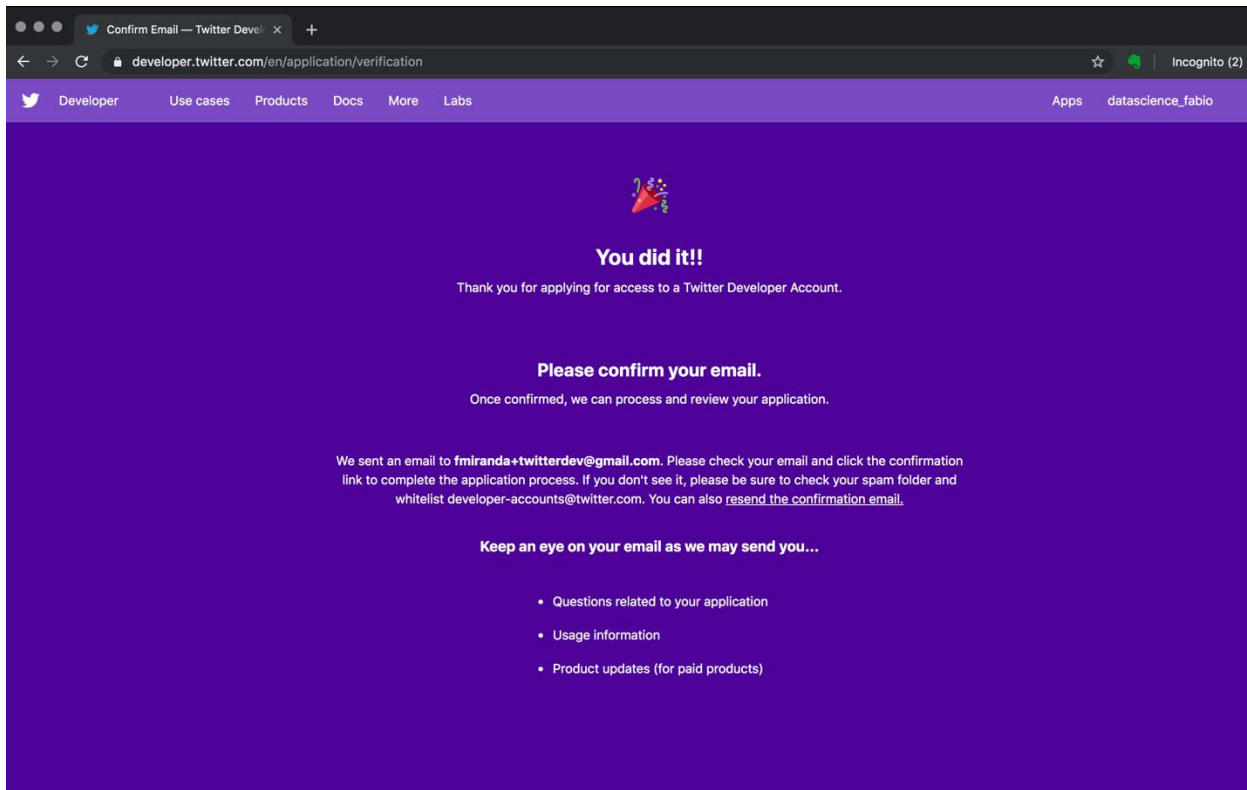 Confirm Email — Twitter Devel
developer.twitter.com/en/application/verification
Incognito (2)
Developer Use cases Products Docs More Labs Apps datascience_fabio
You did it!!
Thank you for applying for access to a Twitter Developer Account.
Please confirm your email.
Once confirmed, we can process and review your application.
We sent an email to fmiranda+twitterdev@gmail.com. Please check your email and click the confirmation
link to complete the application process. If you don't see it, please be sure to check your spam folder and
whitelist developer-accounts@twitter.com. You can also resend the confirmation email.
Keep an eye on your email as we may send you...
• Questions related to your application
• Usage information
• Product updates (for paid products)